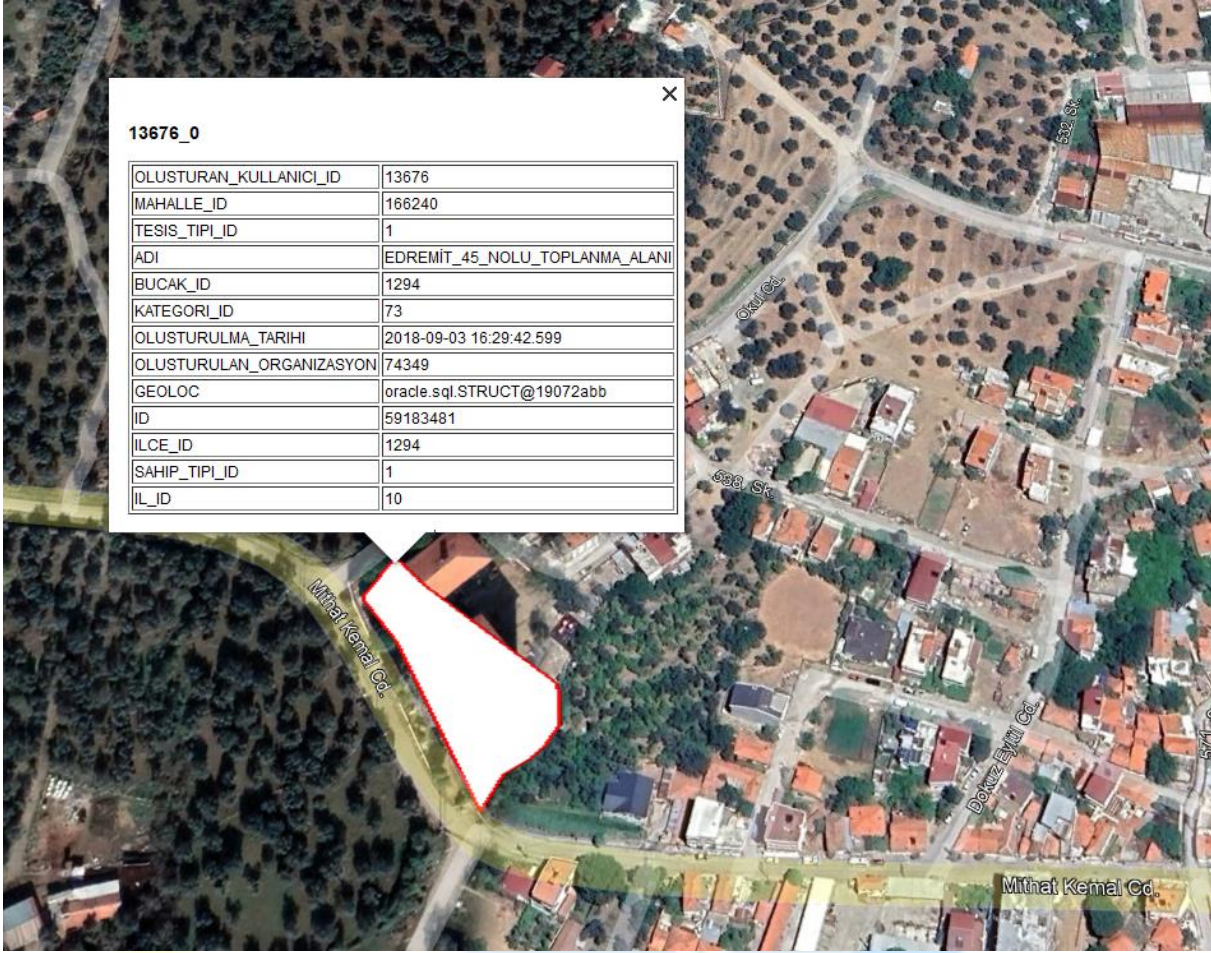 532. Sk.
✕
13676_0
OLUSTURAN_KULLANICI_ID 13676
MAHALLE_ID 166240
TESIS_TIPI_ID 1
ADI EDREMİT_45_NOLU_TOPLANMA_ALANI
BUCAK_ID 1294
KATEGORI_ID 73
OLUSTURULMA_TARIHI 2018-09-03 16:29:42.599
OLUSTURULAN_ORGANIZASYON 74349
GEOLOC oracle.sql.STRUCT@19072abb
ID 59183481
ILCE_ID 1294
SAHIP_TIPI_ID 1
IL_ID 10
Okul Cd.
538. Sk.
Mithat Kemal Cd.
Dokuz Eylül Cd.
Mithat Kemal Cd.